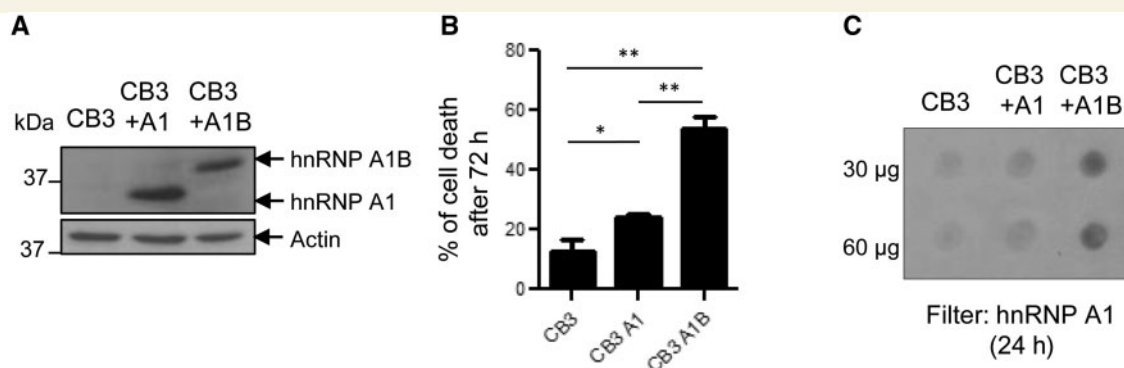 A
kDa
CB3
CB3
+A1
CB3
+A1B
37
hnRNP A1B
hnRNP A1
37
Actin
B
% of cell death
after 72 h
80
60
40
20
0
**
**
*
CB3
CB3 A1
CB3 A1B
C
CB3
CB3
+A1
CB3
+A1B
30 µg
60 µg
Filter: hnRNP A1
(24 h)